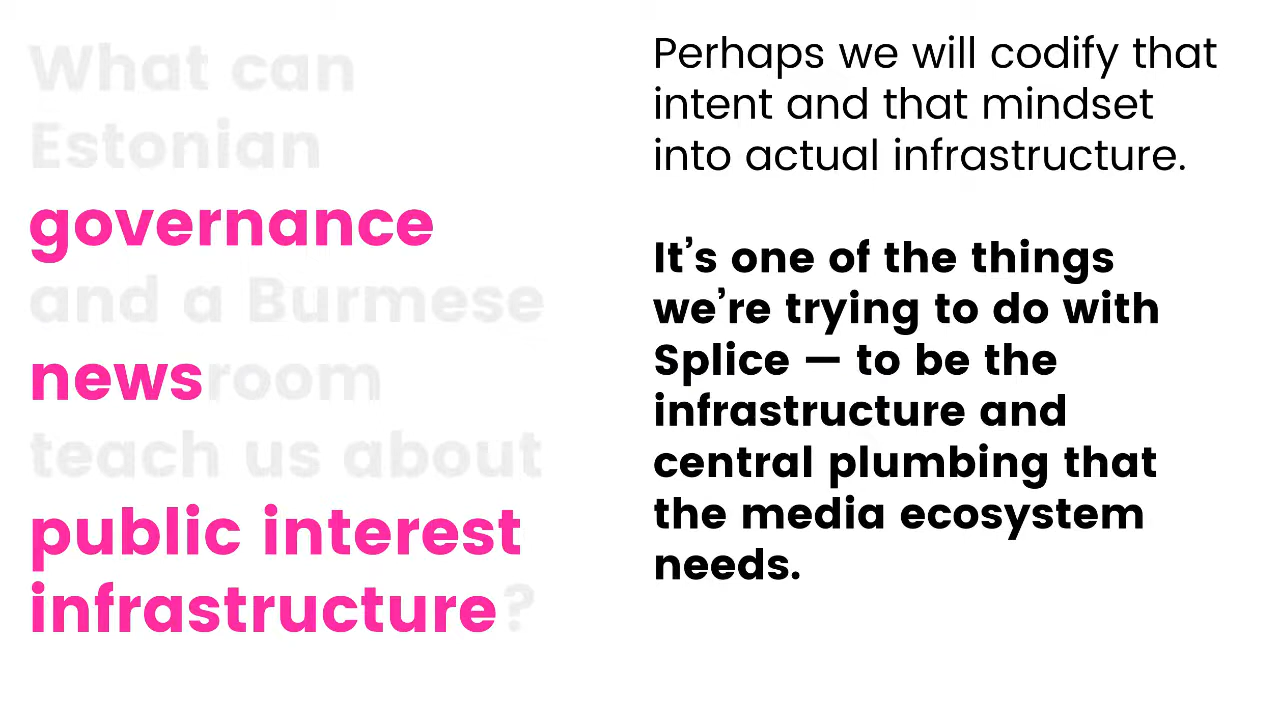 What can
Estonian
governance
and a Burmese
newsroom
teach us about
public interest
infrastructure?
Perhaps we will codify that
intent and that mindset
into actual infrastructure.
It’s one of the things
we’re trying to do with
Splice — to be the
infrastructure and
central plumbing that
the media ecosystem
needs.